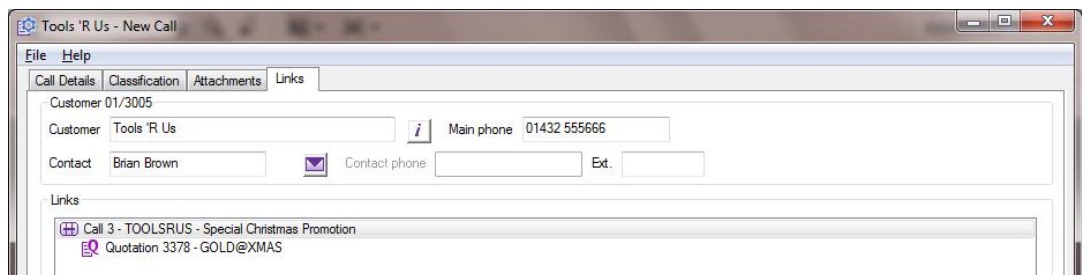 Tools 'R Us - New Call
File Help
Call Details Classification Attachments Links
Customer 01/3005
Customer Tools 'R Us i Main phone 01432 555666
Contact Brian Brown Contact phone Ext.
Links
Call 3 - TOOLSRUS - Special Christmas Promotion
Quotation 3378 - GOLD@XMAS